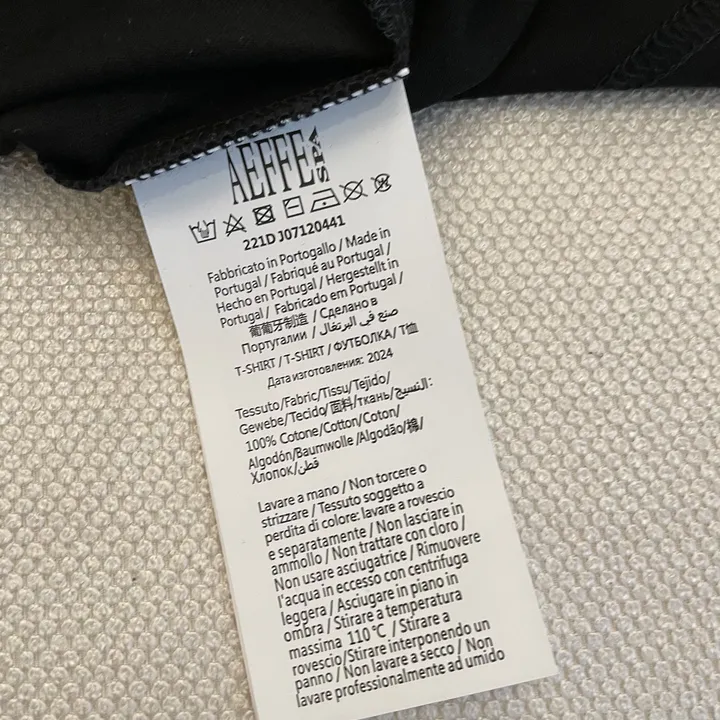 AEFFE SPA
221D J07120441
Fabbricato in Portogallo / Made in
Portugal / Fabriqué au Portugal /
Hecho en Portugal / Hergestellt in
Portugal / Fabricado em Portugal /
葡萄牙制造 / Сделано в
Португалии / صنع في البرتغال
T-SHIRT / T-SHIRT / ФУТБОЛКА / T恤
Дата изготовления: 2024
Tessuto/Fabric/Tissu/Tejido/
Gewebe/Tecido/面料/ткань/النسيج:
100% Cotone/Cotton/Coton/
Algodón/Baumwolle/Algodão/棉/
Хлопок/قطن
Lavare a mano / Non torcere o
strizzare / Tessuto soggetto a
perdita di colore: lavare a rovescio
e separatamente / Non lasciare in
ammollo / Non trattare con cloro /
Non usare asciugatrice / Rimuovere
l'acqua in eccesso con centrifuga
leggera / Asciugare in piano in
ombra / Stirare a temperatura
massima 110°C / Stirare a
rovescio/Stirare interponendo un
panno / Non lavare a secco / Non
lavare professionalmente ad umido